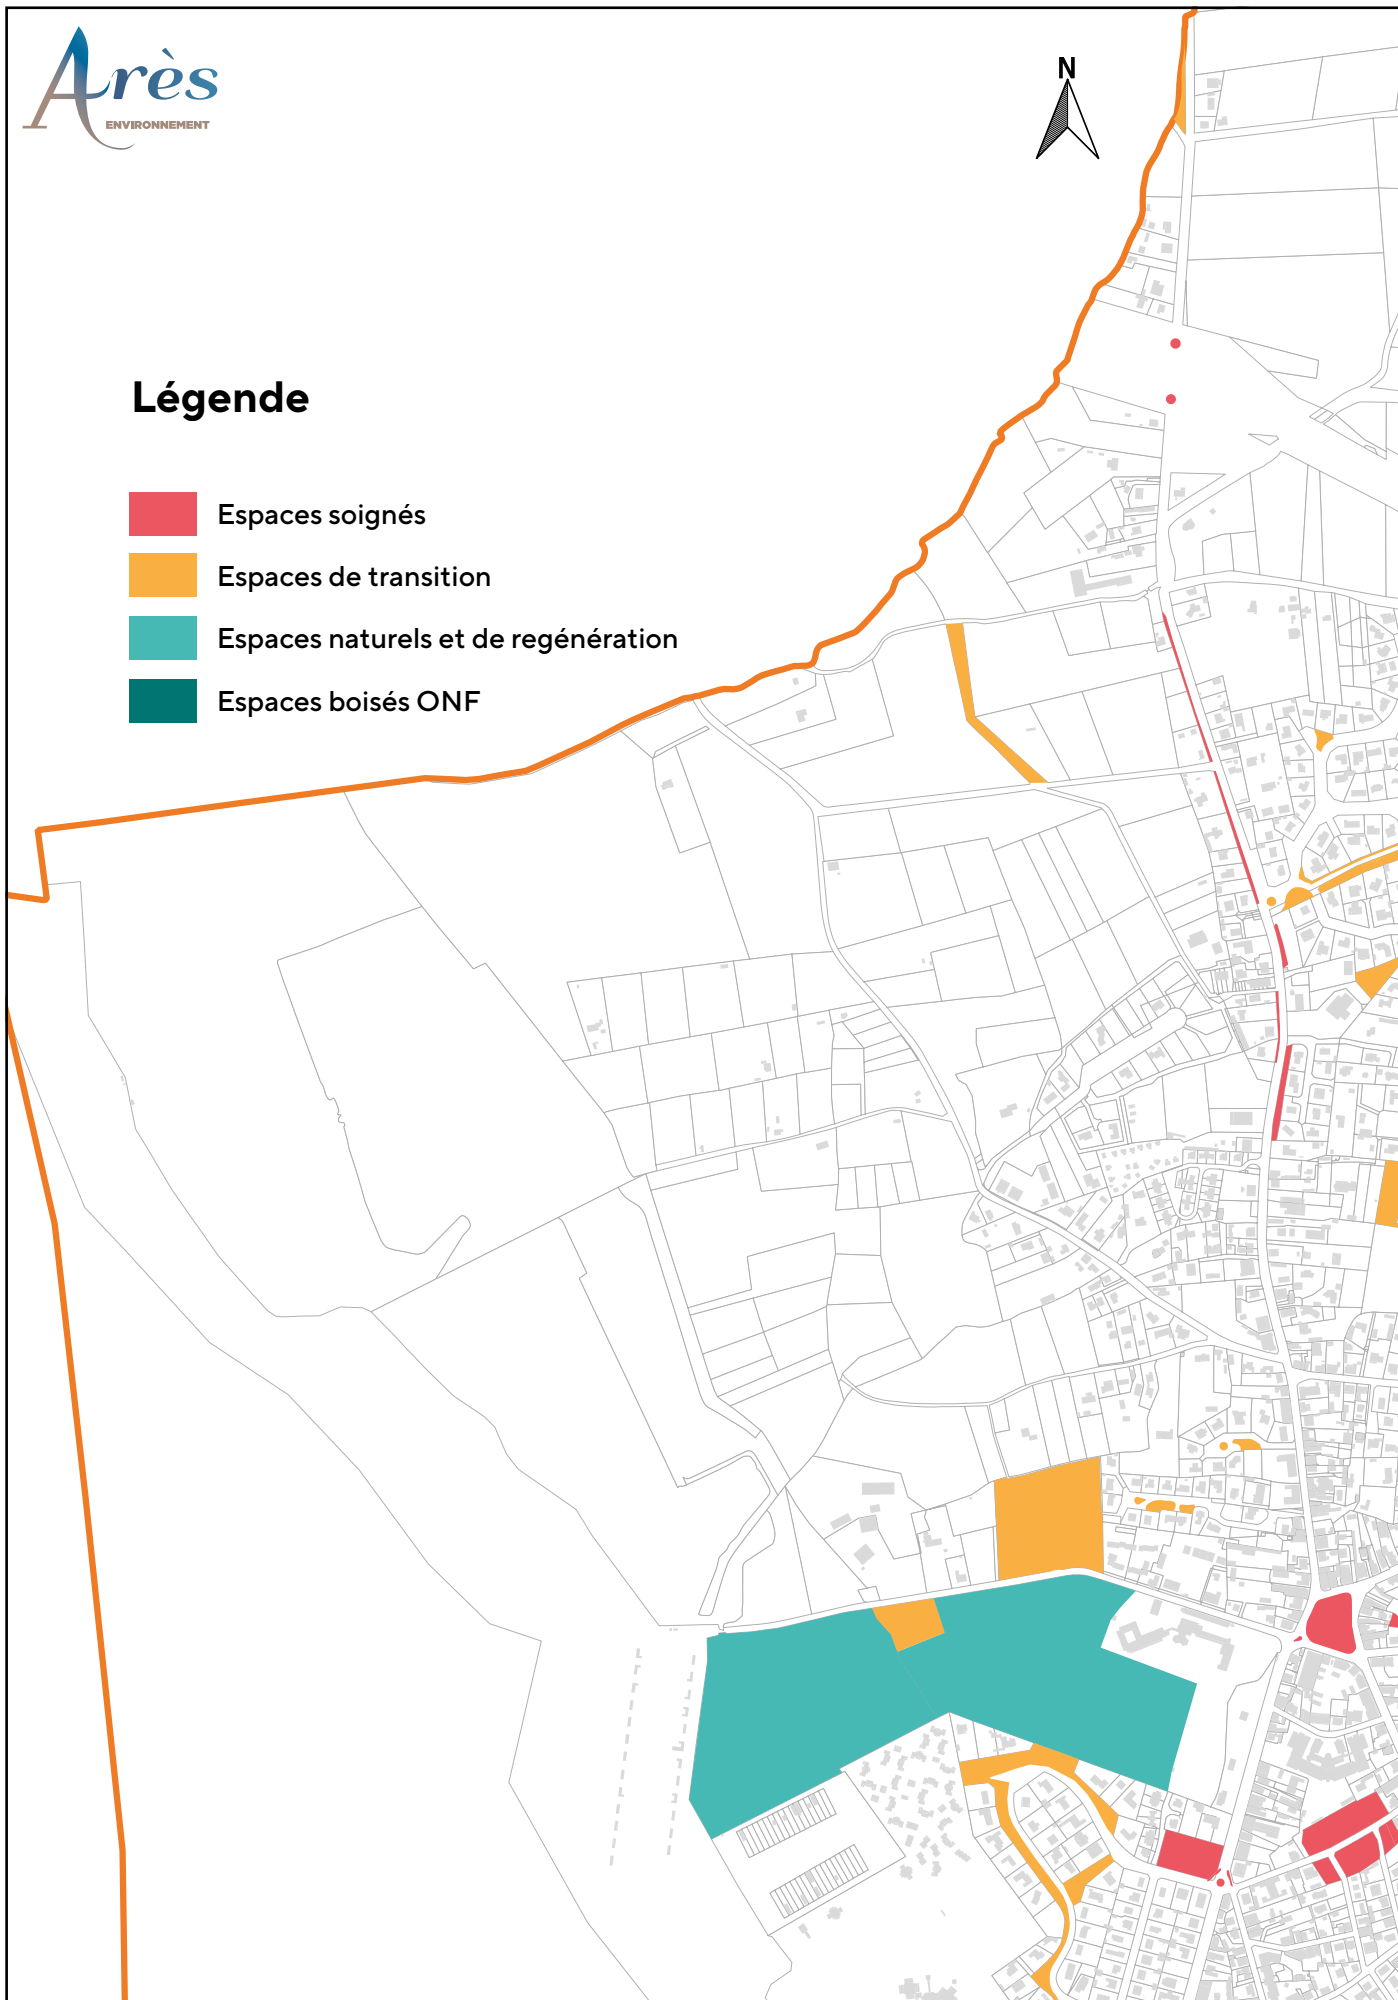 Arès
ENVIRONNEMENT
N
Légende
Espaces soignés
Espaces de transition
Espaces naturels et de regénération
Espaces boisés ONF